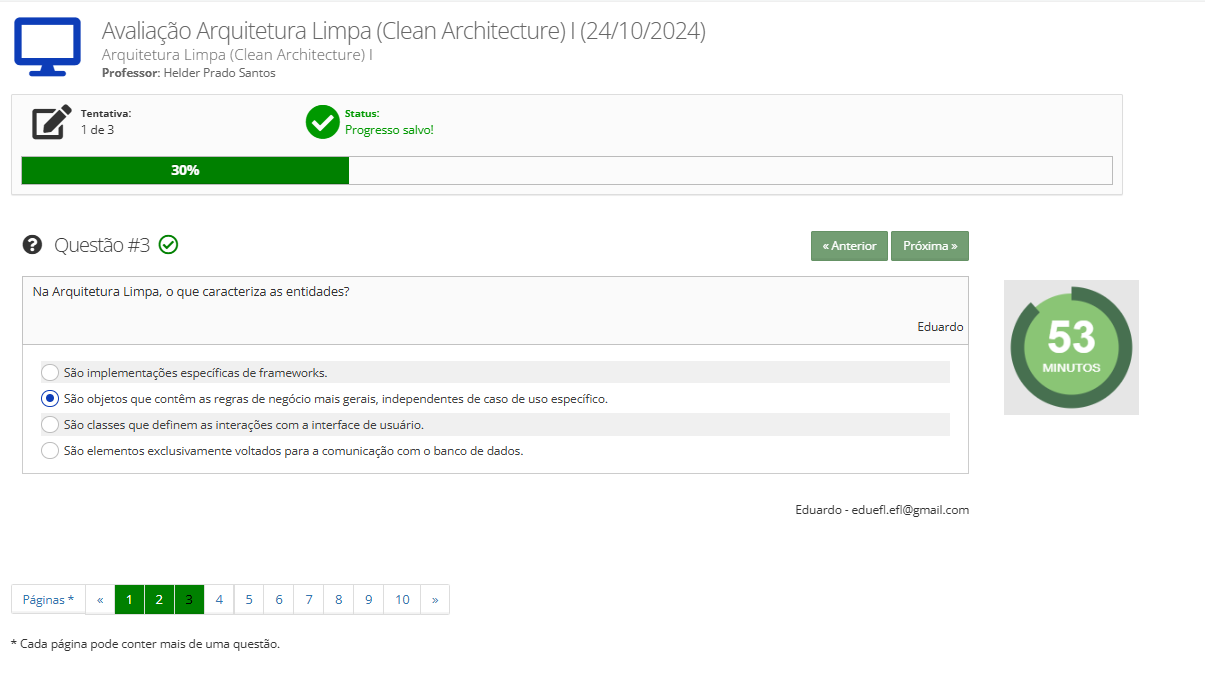 Avaliação Arquitetura Limpa (Clean Architecture) I (24/10/2024)
Arquitetura Limpa (Clean Architecture) I
Professor: Helder Prado Santos
Tentativa:
1 de 3
Status:
Progresso salvo!
30%
Questão #3
« Anterior
Próxima »
Na Arquitetura Limpa, o que caracteriza as entidades?
Eduardo
São implementações específicas de frameworks.
São objetos que contêm as regras de negócio mais gerais, independentes de caso de uso específico.
São classes que definem as interações com a interface de usuário.
São elementos exclusivamente voltados para a comunicação com o banco de dados.
53
MINUTOS
Eduardo - eduefl.efl@gmail.com
Páginas * « 1 2 3 4 5 6 7 8 9 10 »
* Cada página pode conter mais de uma questão.